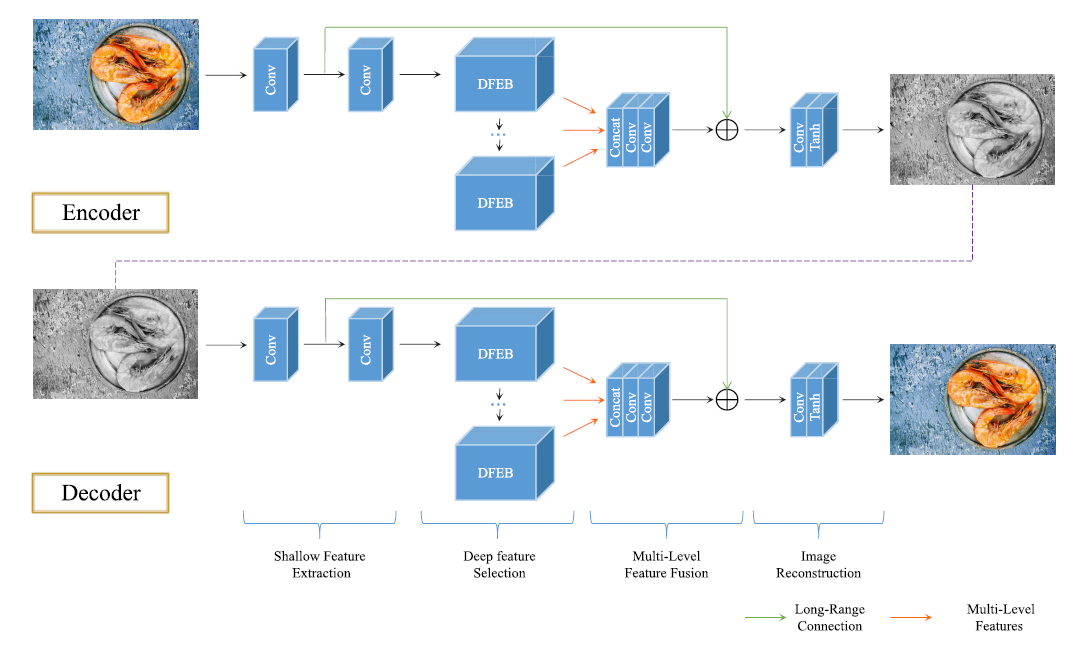 Conv
Conv
DFEB
...
DFEB
Concat
Conv
Conv
Conv
Tanh
Encoder
Conv
Conv
DFEB
...
DFEB
Concat
Conv
Conv
Conv
Tanh
Decoder
Shallow Feature
Extraction
Deep feature
Selection
Multi-Level
Feature Fusion
Image
Reconstruction
Long-Range
Connection
Multi-Level
Features